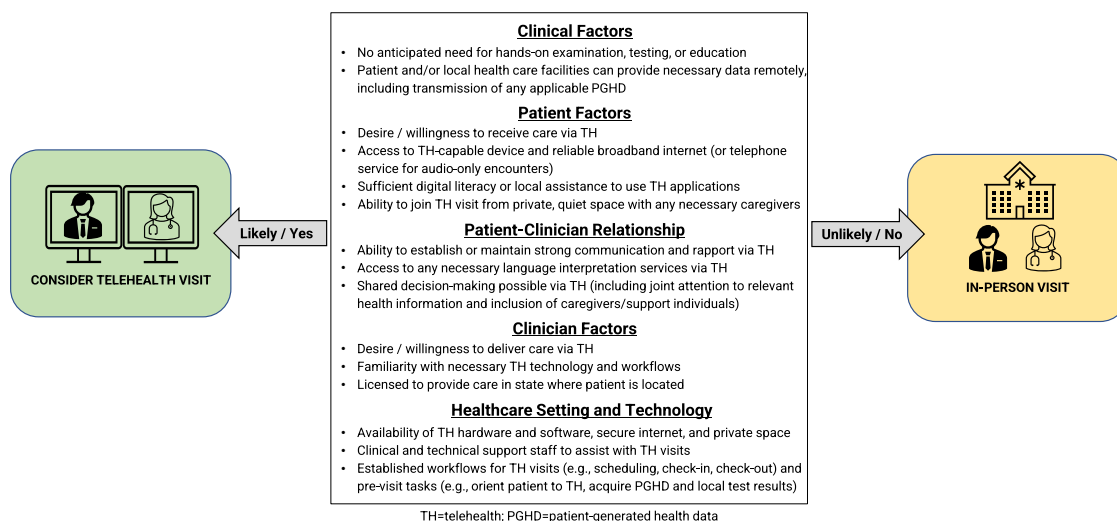 Clinical Factors
• No anticipated need for hands-on examination, testing, or education
• Patient and/or local health care facilities can provide necessary data remotely,
including transmission of any applicable PGHD
Patient Factors
• Desire / willingness to receive care via TH
• Access to TH-capable device and reliable broadband internet (or telephone
service for audio-only encounters)
• Sufficient digital literacy or local assistance to use TH applications
• Ability to join TH visit from private, quiet space with any necessary caregivers
Patient-Clinician Relationship
• Ability to establish or maintain strong communication and rapport via TH
• Access to any necessary language interpretation services via TH
• Shared decision-making possible via TH (including joint attention to relevant
health information and inclusion of caregivers/support individuals)
Clinician Factors
• Desire / willingness to deliver care via TH
• Familiarity with necessary TH technology and workflows
• Licensed to provide care in state where patient is located
Healthcare Setting and Technology
• Availability of TH hardware and software, secure internet, and private space
• Clinical and technical support staff to assist with TH visits
• Established workflows for TH visits (e.g., scheduling, check-in, check-out) and
pre-visit tasks (e.g., orient patient to TH, acquire PGHD and local test results)
Likely / Yes
CONSIDER TELEHEALTH VISIT
Unlikely / No
IN-PERSON VISIT
TH=telehealth; PGHD=patient-generated health data